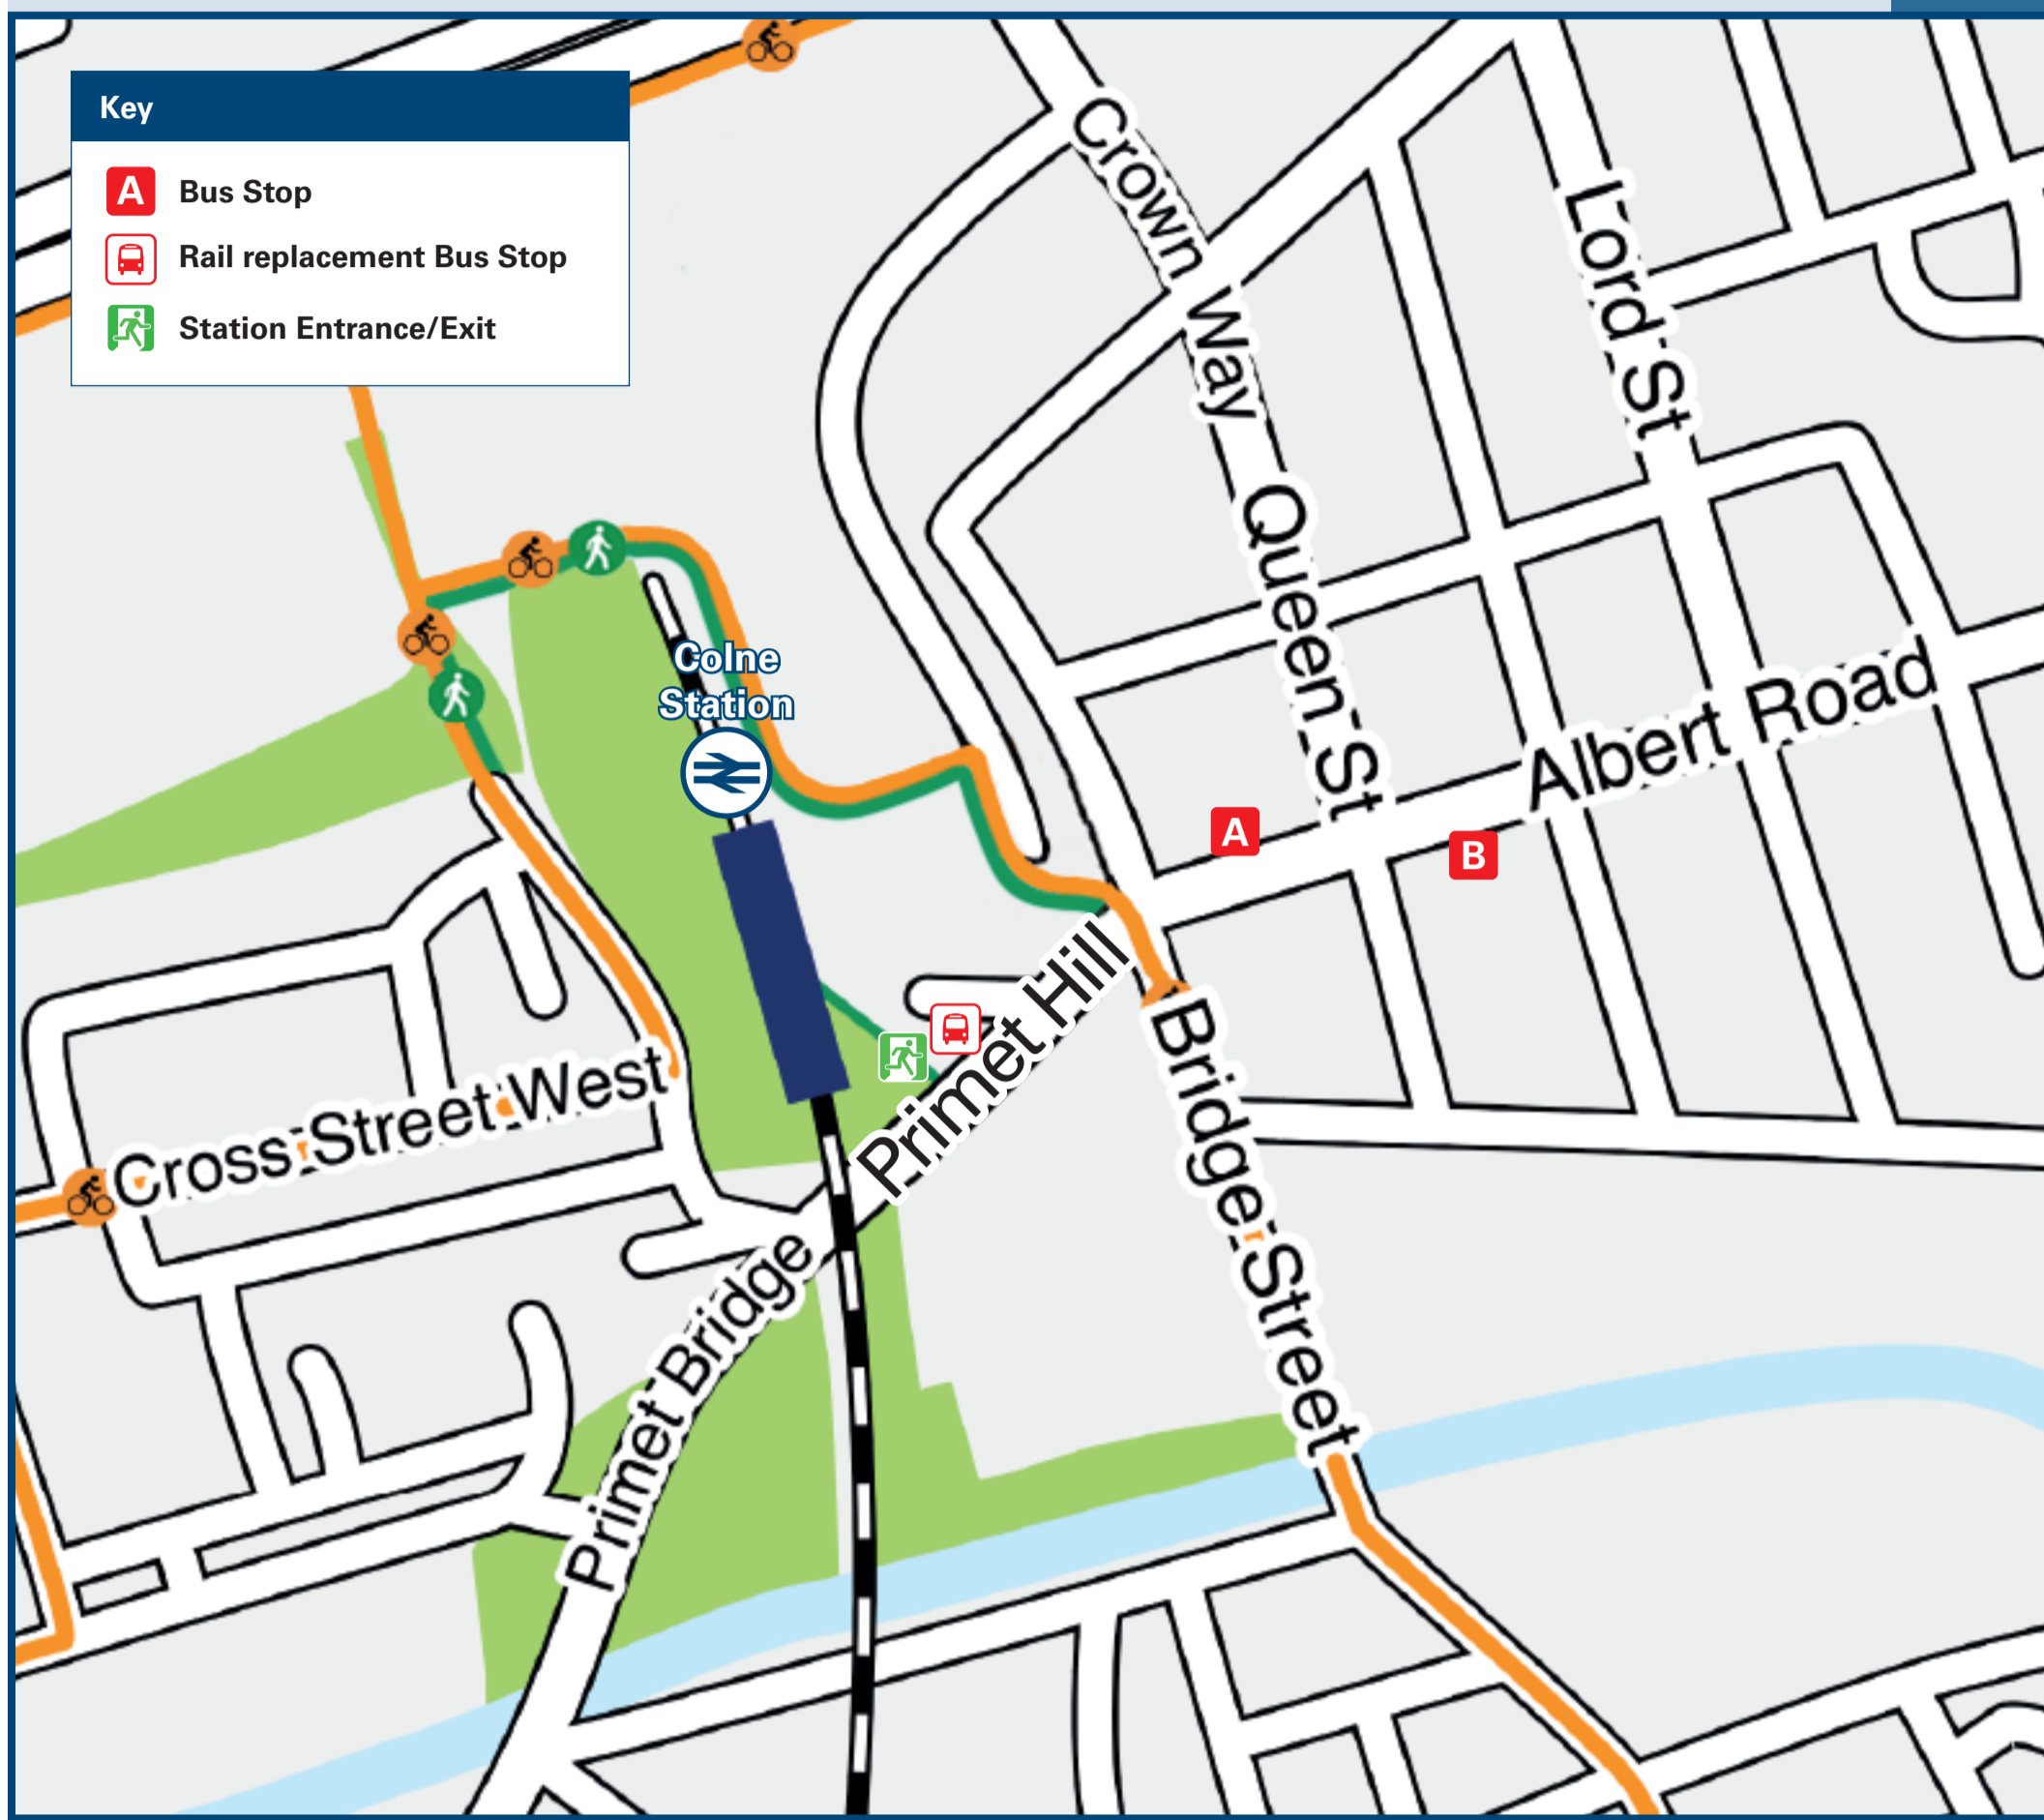 Key
A Bus Stop
Rail replacement Bus Stop
Station Entrance/Exit
Crown Way
Lord St
Queen St
Colne
Station
Albert Road
A
B
Primet Hill
Bridge Street
Cross Street West
Primet Bridge